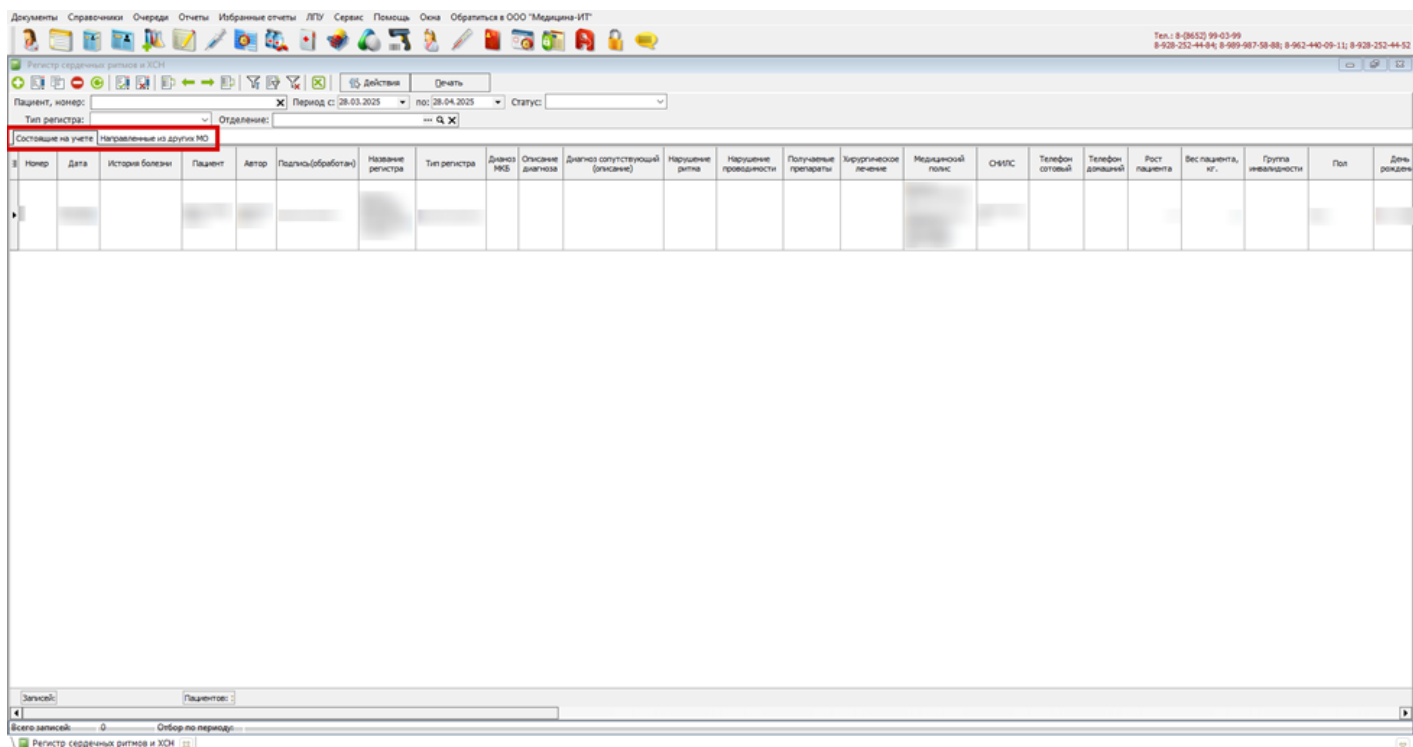 Документы Справочники Очереди Отчеты Избранные отчеты ЛПУ Сервис Помощь Окна Обратиться в ООО "Медицина-ИТ"
Тел.: 8-(8652) 99-03-99
8-928-252-44-84; 8-989-987-58-88; 8-962-440-09-11; 8-928-252-44-52
Регистр сердечных ритмов и ХСН
Действия Печать
Пациент, номер: Период с: 28.03.2025 по: 28.04.2025 Статус:
Тип регистра: Отделение:
Состоящие на учете Направленные из других МО
Номер Дата История болезни Пациент Автор Подпись(обработан) Название регистра Тип регистра Дианоз МКБ Описание диагноза Диагноз сопутствующий (описание) Нарушение ритма Нарушение проводимости Получаемые препараты Хирургическое лечение Медицинский полис СНИЛС Телефон сотовый Телефон домашний Рост пациента Вес пациента, кг. Группа инвалидности Пол День рожден
Записей: Пациентов:
Всего записей: 0 Отбор по периоду:
Регистр сердечных ритмов и ХСН